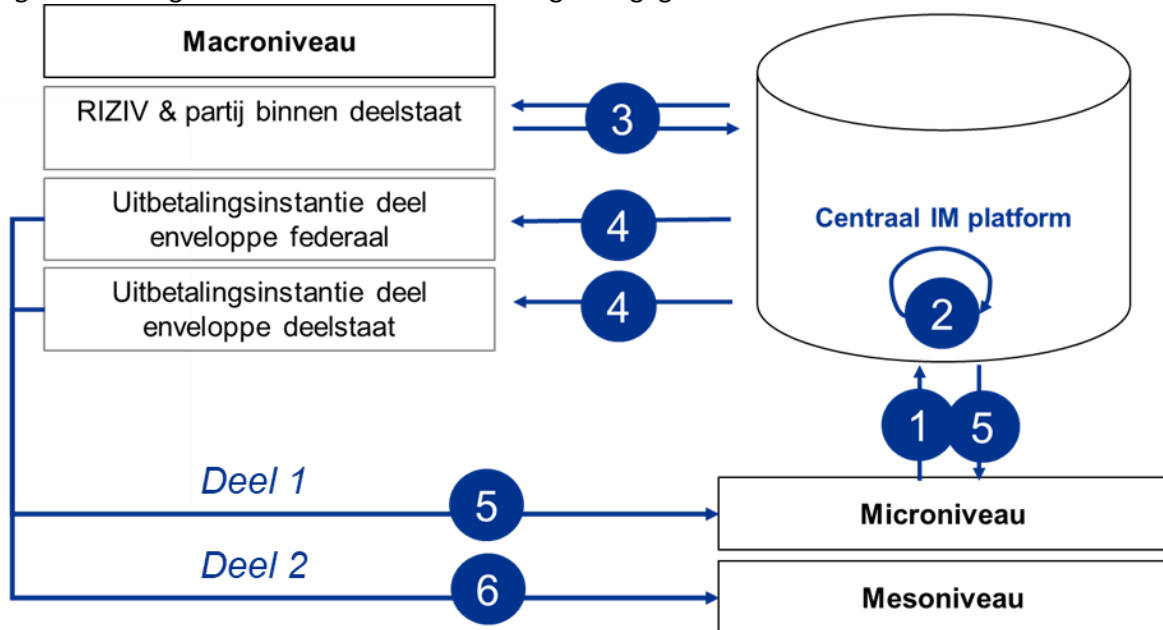 Macroniveau
RIZIV & partij binnen deelstaat
3
Uitbetalingsinstantie deel
enveloppe federaal
4
Uitbetalingsinstantie deel
enveloppe deelstaat
4
Centraal IM platform
2
1
5
Deel 1
5
Microniveau
Deel 2
6
Mesoniveau